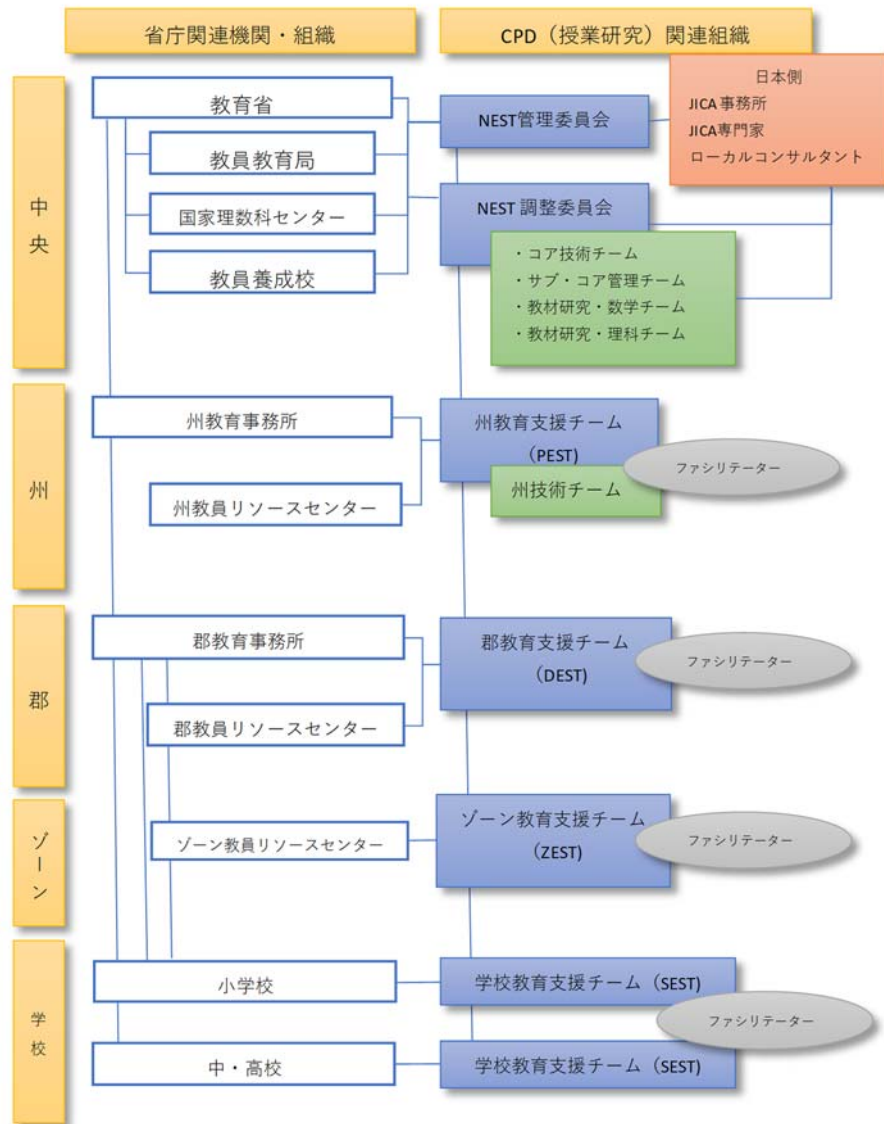 省庁関連機関・組織
CPD（授業研究）関連組織
中央
教育省
教員教育局
国家理数科センター
教員養成校
NEST管理委員会
NEST 調整委員会
・コア技術チーム
・サブ・コア管理チーム
・教材研究・数学チーム
・教材研究・理科チーム
日本側
JICA 事務所
JICA専門家
ローカルコンサルタント
州
州教育事務所
州教員リソースセンター
州教育支援チーム
（PEST)
州技術チーム
ファシリテーター
郡
郡教育事務所
郡教員リソースセンター
郡教育支援チーム
（DEST)
ファシリテーター
ゾーン
ゾーン教員リソースセンター
ゾーン教育支援チーム
（ZEST)
ファシリテーター
学校
小学校
学校教育支援チーム（SEST)
ファシリテーター
中・高校
学校教育支援チーム（SEST)